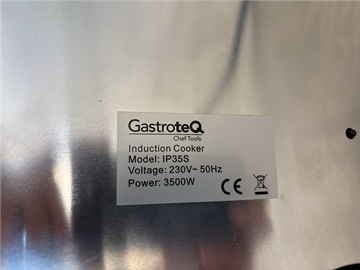 GastroteQ
Chef Tools
Induction Cooker
Model: IP35S
Voltage: 230V~ 50Hz
Power: 3500W
CE